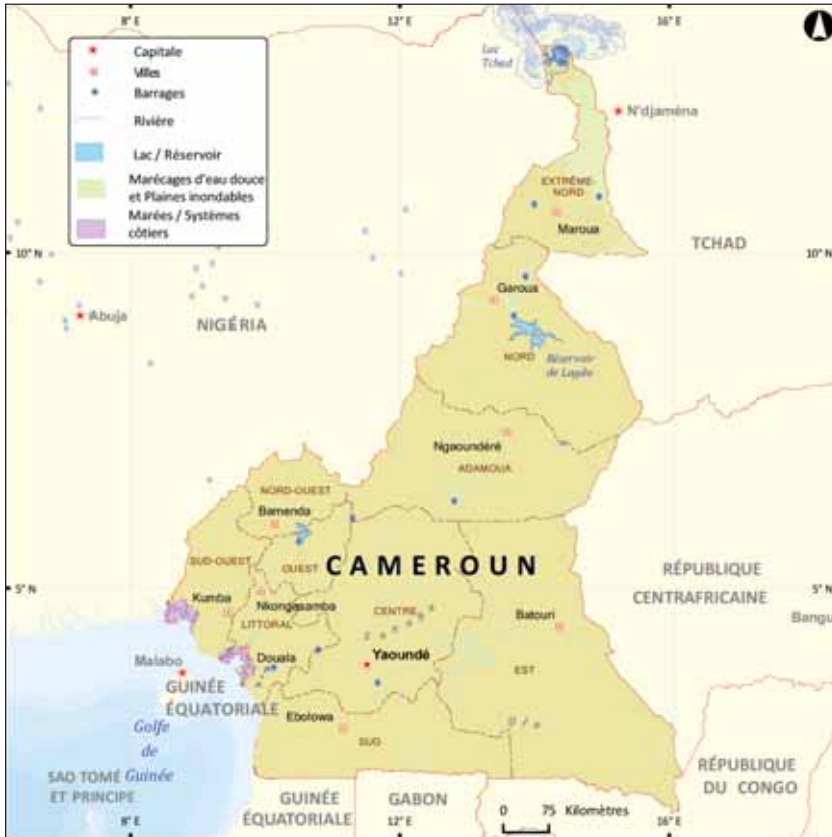 8° E
12° E
16° E
Capitale
Villes
Barrages
Rivière
Lac / Réservoir
Marécages d'eau douce
et Plaines inondables
Marées / Systèmes
côtiers
Lac
Tchad
N'djaména
EXTRÊME-
NORD
Maroua
10° N
TCHAD
10° N
Garoua
Abuja
NIGÉRIA
NORD
Réservoir
de Lagdo
Ngaoundéré
ADAMOUA
NORD-OUEST
Bamenda
SUD-OUEST
OUEST
CAMEROUN
5° N
RÉPUBLIQUE
CENTRAFRICAINE
5° N
Kumba
Nkongsamba
LITTORAL
CENTRE
Batouri
Bangu
Malabo
Douala
Yaoundé
EST
GUINÉE
ÉQUATORIALE
Golfe
de
Guinée
Ebolowa
SUD
D j a
SAO TOMÉ
ET PRINCIPE
GUINÉE
ÉQUATORIALE
GABON
RÉPUBLIQUE
DU CONGO
0 75 Kilomètres
8° E
12° E
16° E